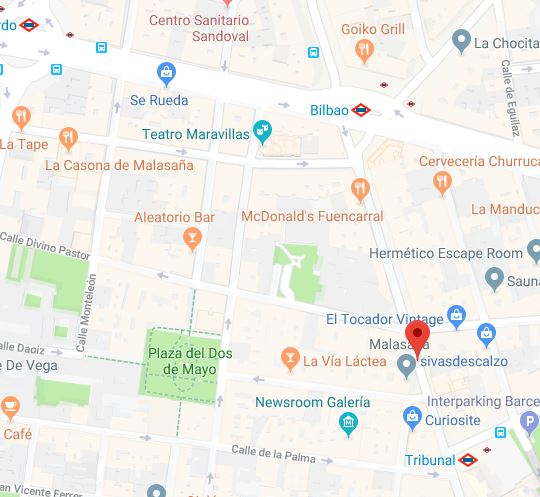 Centro Sanitario
Sandoval
rdo
Goiko Grill
La Chocita
Calle de Eguilaz
Se Rueda
Bilbao
La Tape
Teatro Maravillas
La Casona de Malasaña
Cervecería Churruca
Aleatorio Bar
McDonald's Fuencarral
La Manduc
Calle Divino Pastor
Hermético Escape Room
Sauna
Calle Monteleón
El Tocador Vintage
Malasaña
Calle Daoiz
Plaza del Dos
de Mayo
La Vía Láctea
sivasdescalzo
e De Vega
Newsroom Galería
Interparking Barce
Curiosite
Café
Calle de la Palma
Tribunal
an Vicente Ferrer